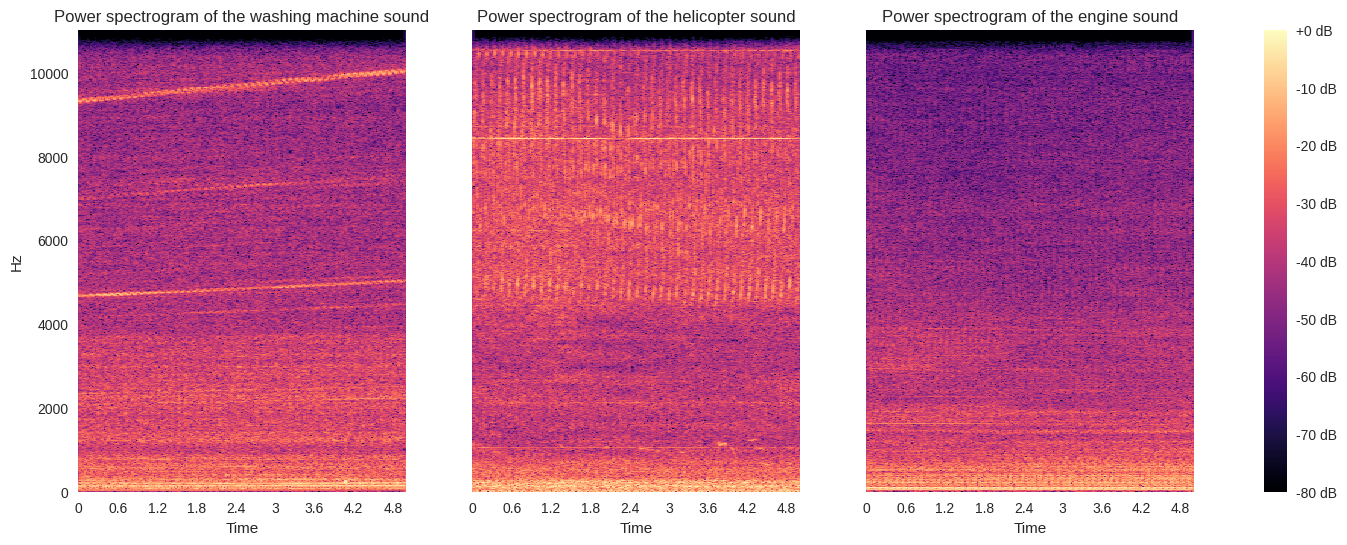 Power spectrogram of the washing machine sound
Power spectrogram of the helicopter sound
Power spectrogram of the engine sound
Hz
10000
8000
6000
4000
2000
0
0 0.6 1.2 1.8 2.4 3 3.6 4.2 4.8
Time
0 0.6 1.2 1.8 2.4 3 3.6 4.2 4.8
Time
0 0.6 1.2 1.8 2.4 3 3.6 4.2 4.8
Time
+0 dB
-10 dB
-20 dB
-30 dB
-40 dB
-50 dB
-60 dB
-70 dB
-80 dB